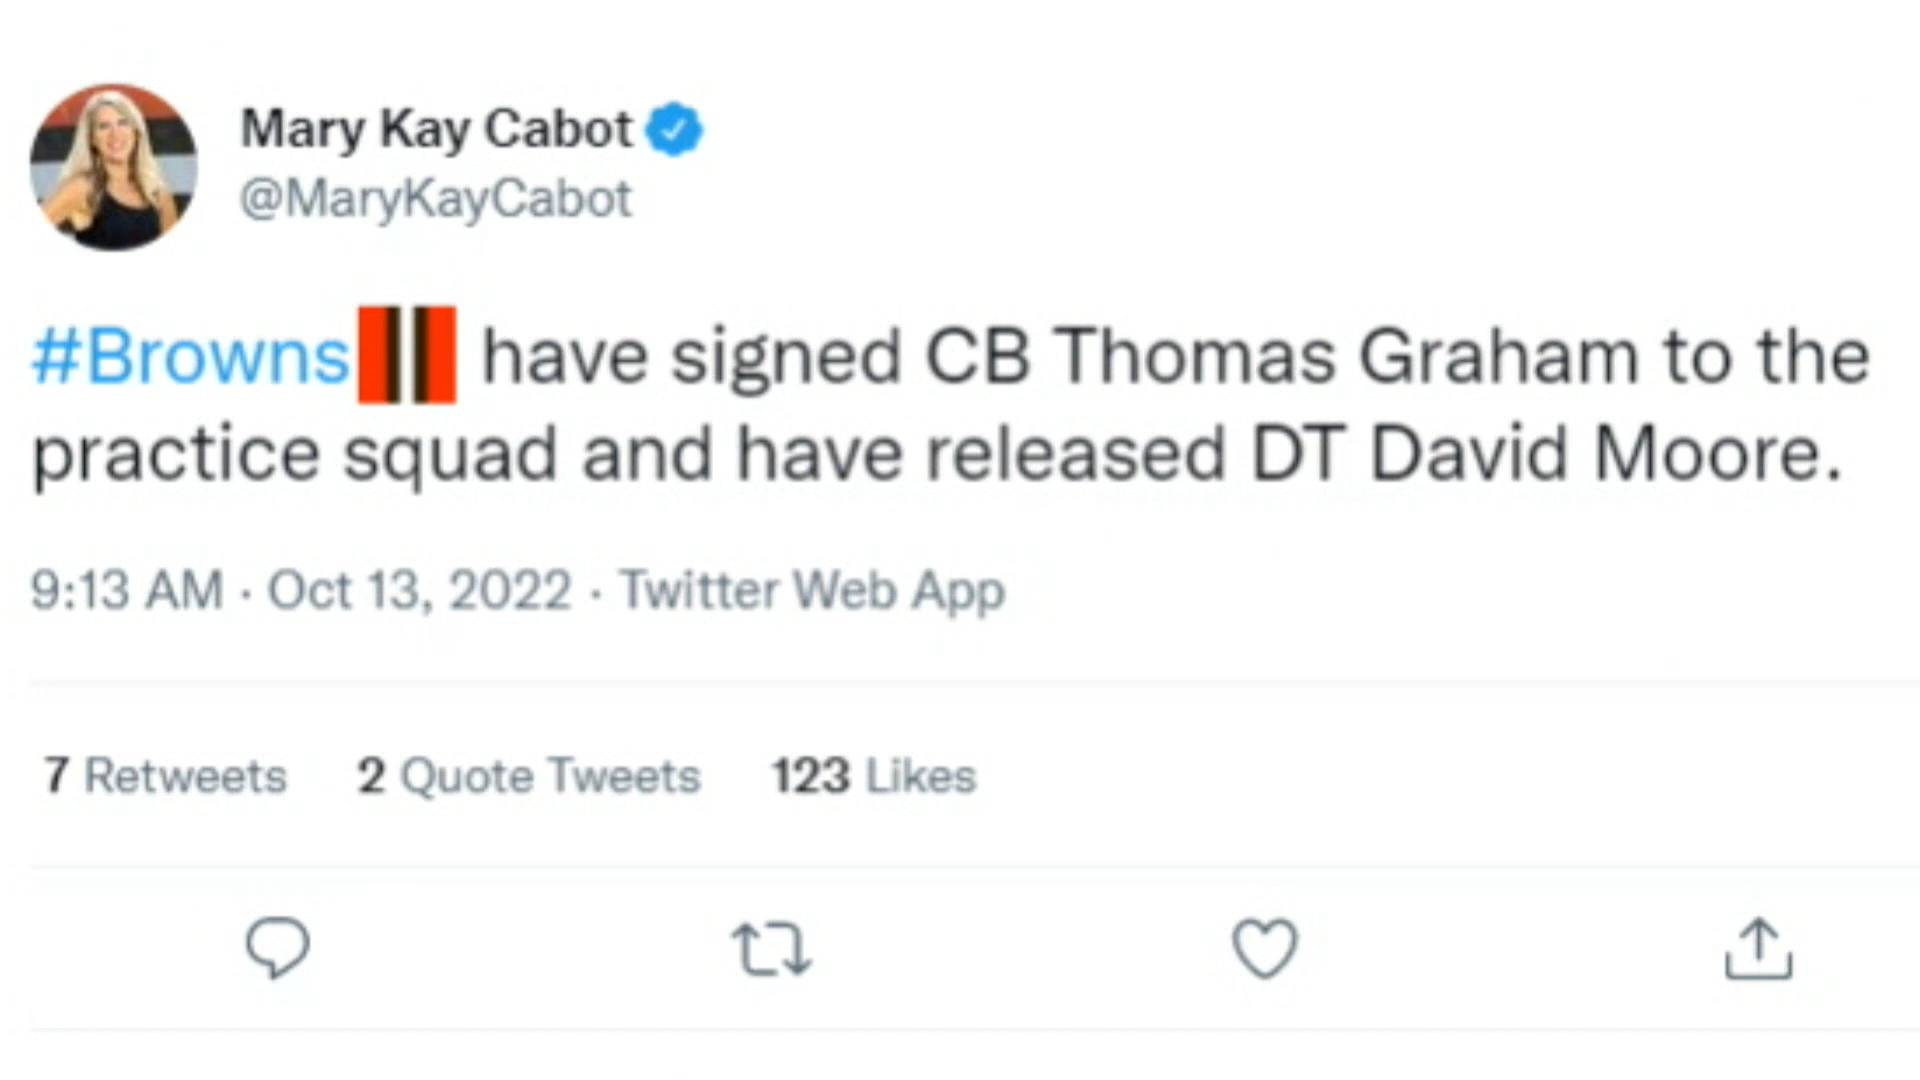 Mary Kay Cabot
@MaryKayCabot
#Browns have signed CB Thomas Graham to the
practice squad and have released DT David Moore.
9:13 AM · Oct 13, 2022 · Twitter Web App
7 Retweets 2 Quote Tweets 123 Likes